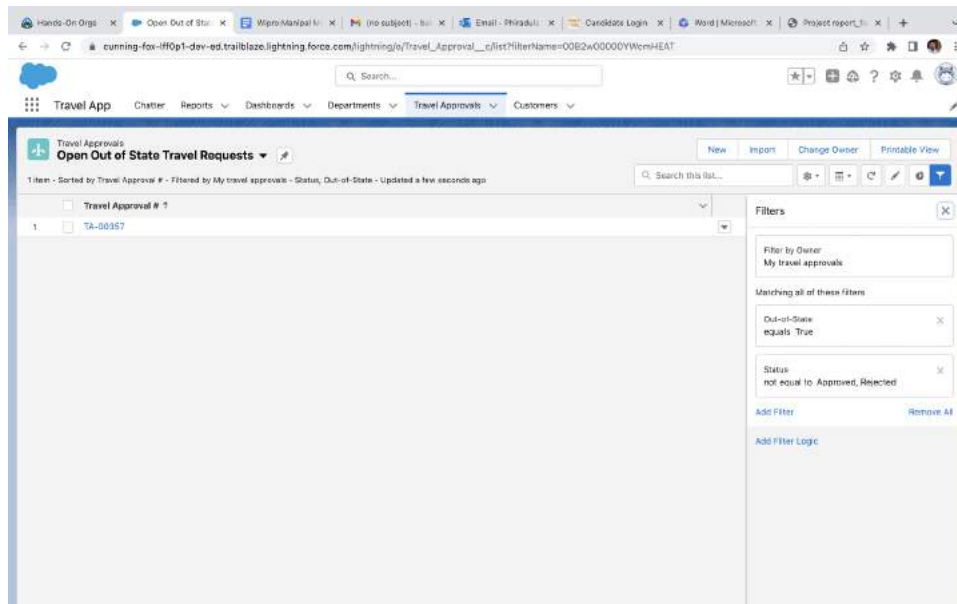 Hands-On Orgs
Open Out of Stat
Wipro Manipal
(no subject) - ba
Email - Phiradula
Candidate Login
Word | Microsoft
Project report_
cunning-fox-lff0p1-dev-ed.trailblaze.lightning.force.com/lightning/o/Travel_Approval__c/list?filterName=00B2w00000YWcmHEAT
Search...
Travel App Chatter Reports Dashboards Departments Travel Approvals Customers
Travel Approvals
Open Out of State Travel Requests
New Import Change Owner Printable View
1 item • Sorted by Travel Approval # • Filtered by My travel approvals - Status, Out-of-State • Updated a few seconds ago
Search this list...
Travel Approval # ↑
1 TA-00357
Filters
Filter by Owner
My travel approvals
Matching all of these filters
Out-of-State
equals True
Status
not equal to Approved, Rejected
Add Filter Remove All
Add Filter Logic